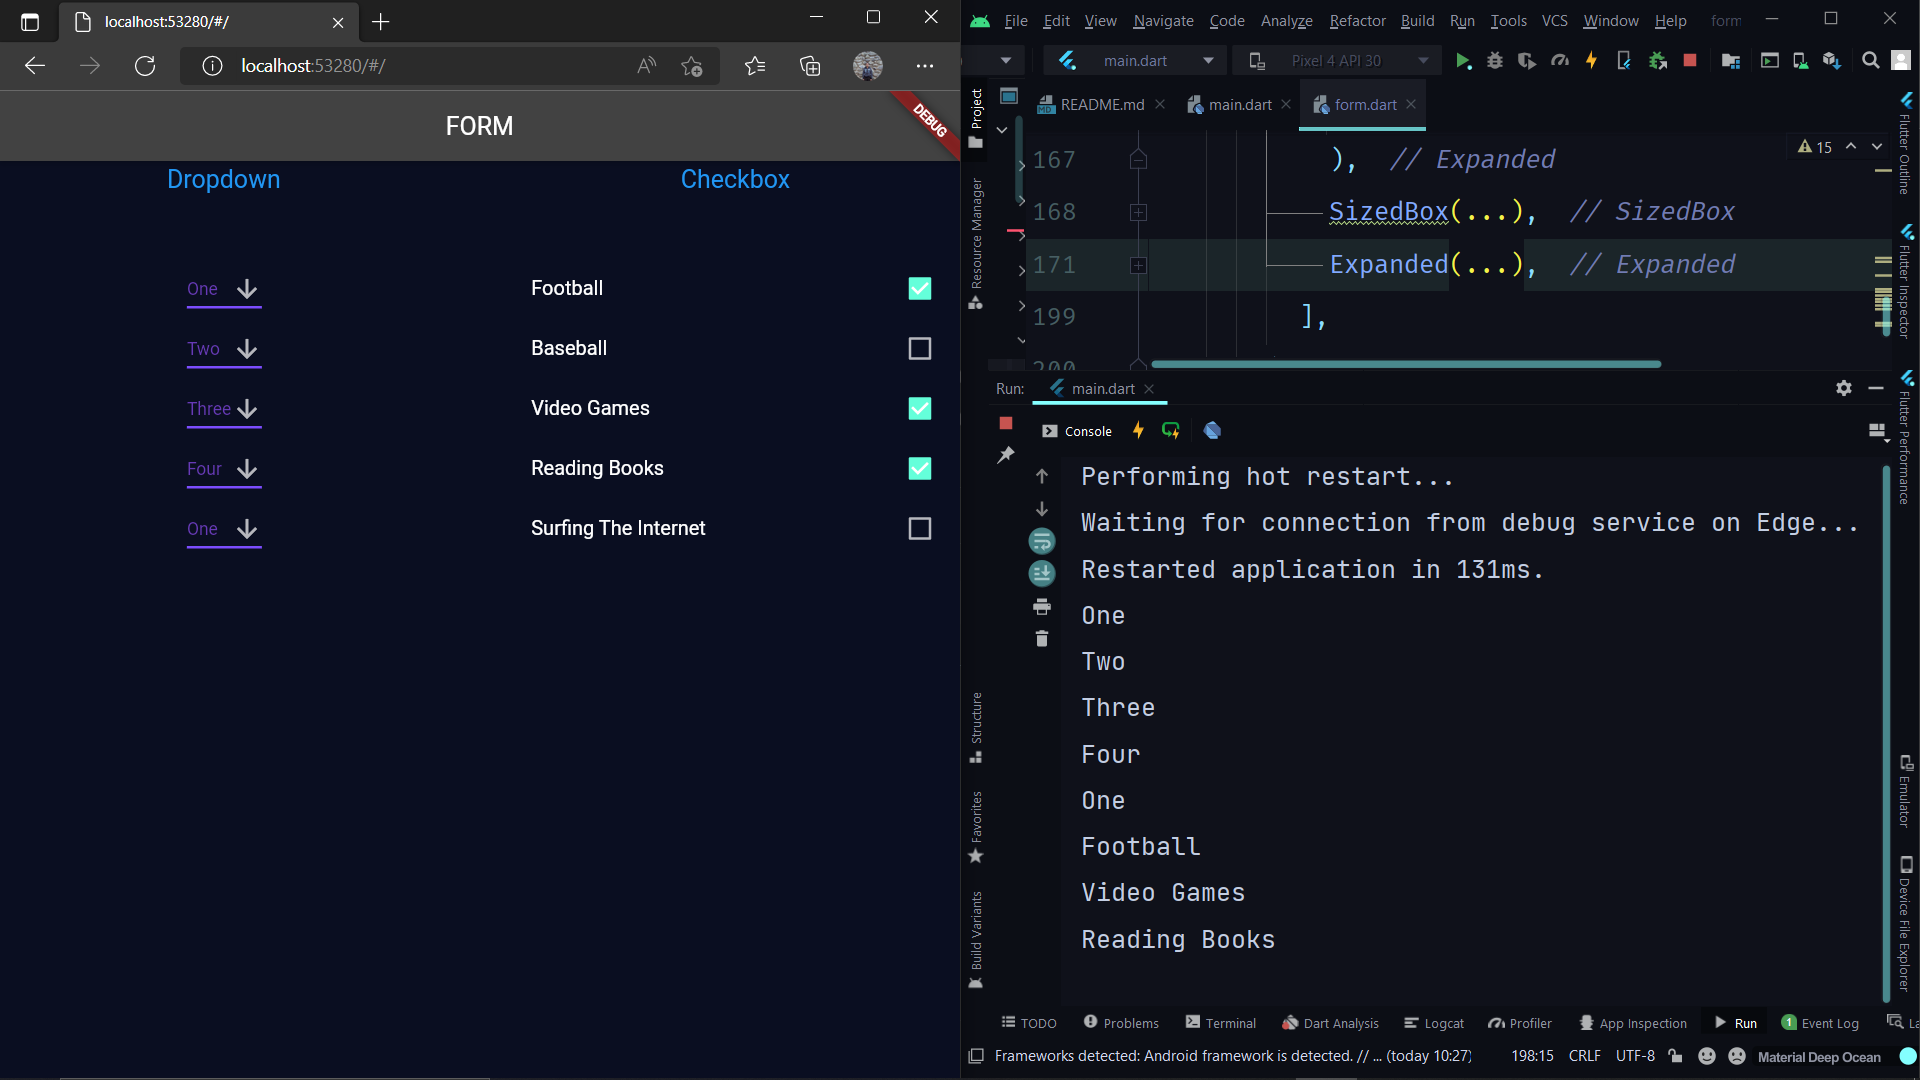 localhost:53280/#/
localhost:53280/#/
FORM
DEBUG
Dropdown
Checkbox
One
Football
Two
Baseball
Three
Video Games
Four
Reading Books
One
Surfing The Internet
File Edit View Navigate Code Analyze Refactor Build Run Tools VCS Window Help form
main.dart
Pixel 4 API 30
Project
Resource Manager
Structure
Favorites
Build Variants
README.md
main.dart
form.dart
167 ), // Expanded
15
168 SizedBox(...), // SizedBox
171 Expanded(...), // Expanded
199 ],
200
Run:
main.dart
Console
Performing hot restart...
Waiting for connection from debug service on Edge...
Restarted application in 131ms.
One
Two
Three
Four
One
Football
Video Games
Reading Books
Flutter Outline
Flutter Inspector
Flutter Performance
Emulator
Device File Explorer
TODO Problems Terminal Dart Analysis Logcat Profiler App Inspection Run 1 Event Log
Frameworks detected: Android framework is detected. // ... (today 10:27) 198:15 CRLF UTF-8 Material Deep Ocean